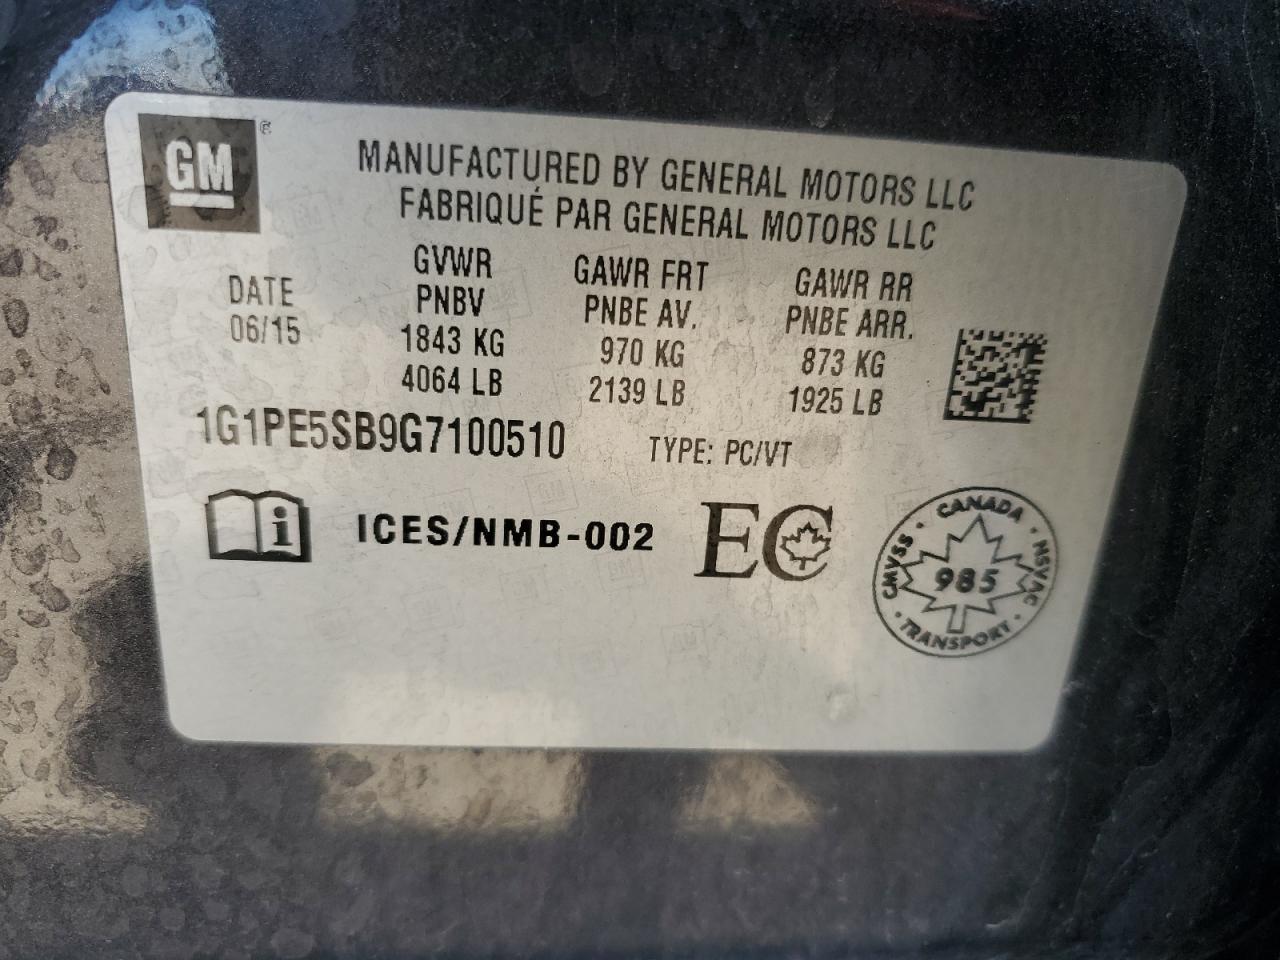 GM ®
MANUFACTURED BY GENERAL MOTORS LLC
FABRIQUÉ PAR GENERAL MOTORS LLC
DATE
06/15
GVWR
PNBV
1843 KG
4064 LB
GAWR FRT
PNBE AV.
970 KG
2139 LB
GAWR RR
PNBE ARR.
873 KG
1925 LB
1G1PE5SB9G7100510
TYPE: PC/VT
i
ICES/NMB-002
EC
CANADA
CMVSS · NSVAC
985
TRANSPORT